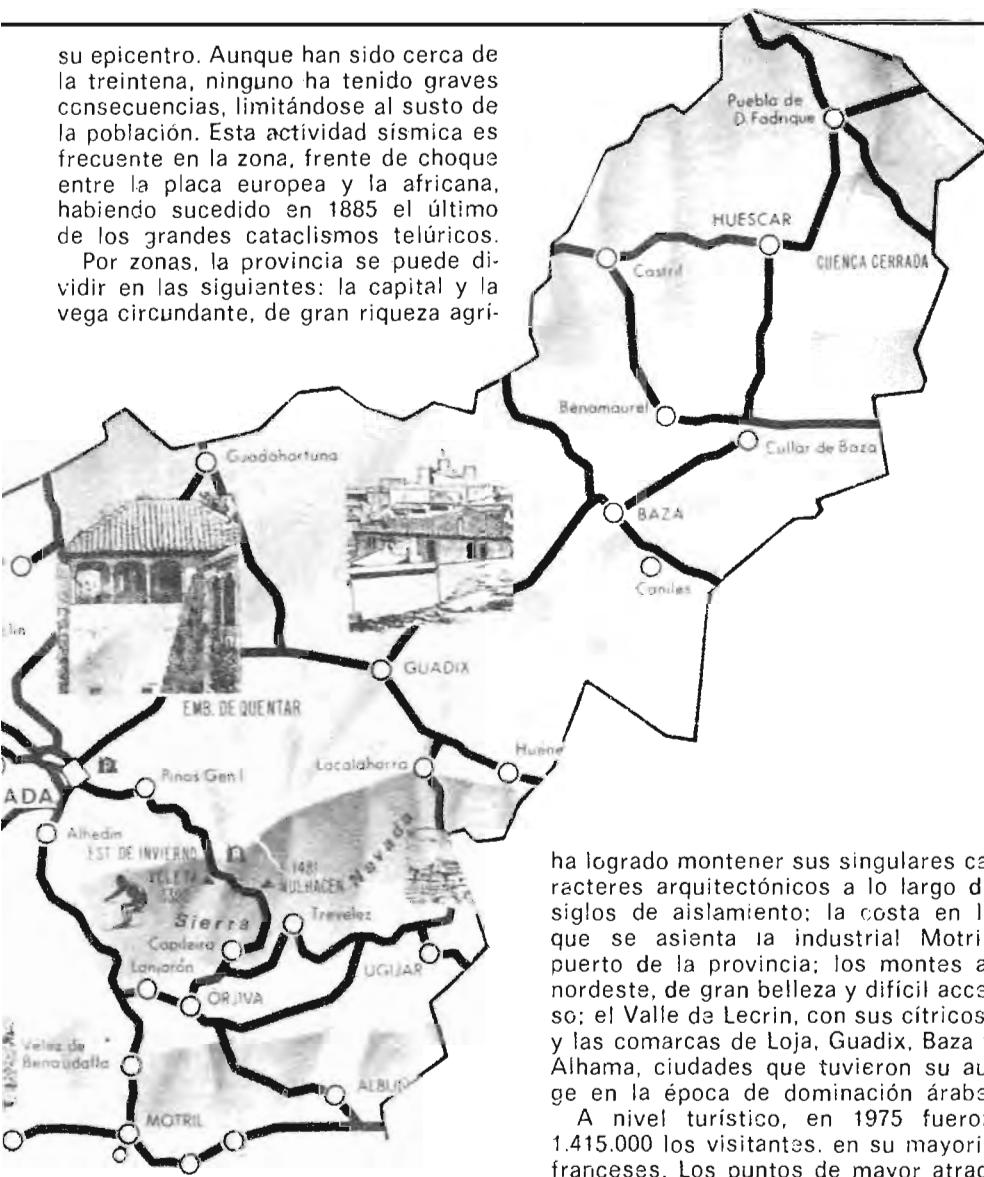 su epicentro. Aunque han sido cerca de
la treintena, ninguno ha tenido graves
ccnsecuencias, limitándose al susto de
la población. Esta actividad sísmica es
frecuente en la zona, frente de choque
entre la placa europea y la africana,
habiendo sucedido en 1885 el último
de los grandes cataclismos telúricos.
Por zonas, la provincia se puede di-
vidir en las siguientes: la capital y la
vega circundante, de gran riqueza agrí-
Puebla de
D. Fadrique
HUESCAR
Castril
CUENCA CERRADA
Benamaurel
Cullar de Baza
Guadahortuna
BAZA
Caniles
GUADIX
EMB. DE QUENTAR
Huene
Lacalahorra
Pinos Gen l
ADA
Alhedin
EST DE INVIERNO
VELETA
1481
MULHACEN
Sierra Nevada
Trevelez
Capileira
UGIJAR
Lanjarón
ORJIVA
Velez de
Benaudalla
ALBUÑ
MOTRIL
ha logrado mantener sus singulares ca
racteres arquitectónicos a lo largo d
siglos de aislamiento; la costa en l
que se asienta la industrial Motri
puerto de la provincia; los montes a
nordeste, de gran belleza y difícil acce
so; el Valle de Lecrin, con sus cítricos
y las comarcas de Loja, Guadix, Baza
Alhama, ciudades que tuvieron su au
ge en la época de dominación árabe
A nivel turístico, en 1975 fuero
1.415.000 los visitantes. en su mayorí
franceses. Los puntos de mayor atrac